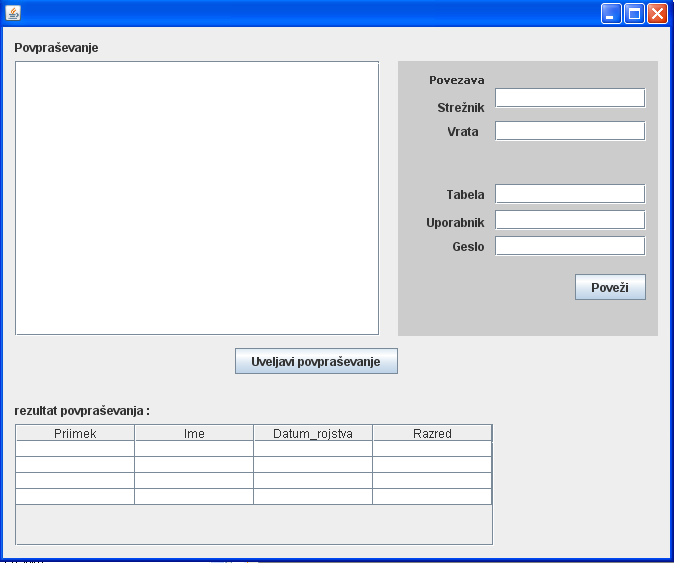 Povpraševanje
Povezava
Strežnik
Vrata
Tabela
Uporabnik
Geslo
Poveži
Uveljavi povpraševanje
rezultat povpraševanja :
Priimek Ime Datum_rojstva Razred